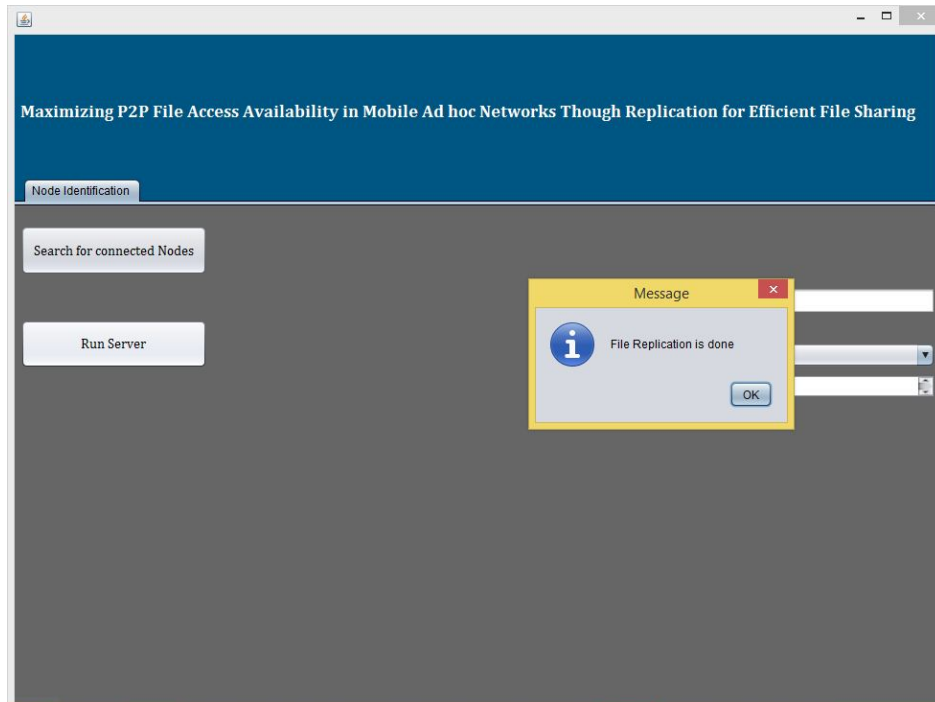 Maximizing P2P File Access Availability in Mobile Ad hoc Networks Though Replication for Efficient File Sharing
Node Identification
Search for connected Nodes
Message
File Replication is done
Run Server
OK